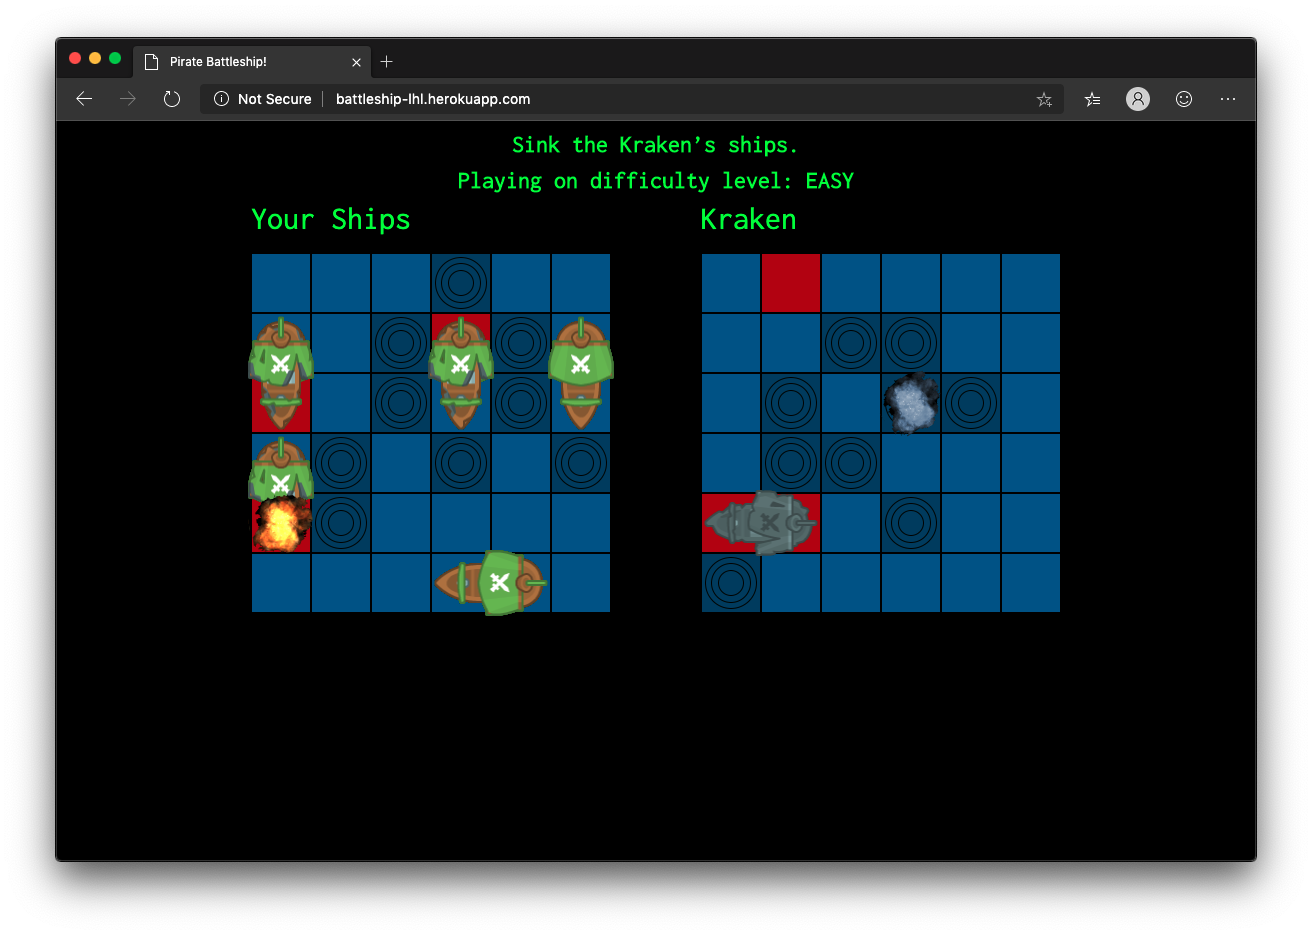 Pirate Battleship!
Not Secure
battleship-lhl.herokuapp.com
Sink the Kraken’s ships.
Playing on difficulty level: EASY
Your Ships
Kraken